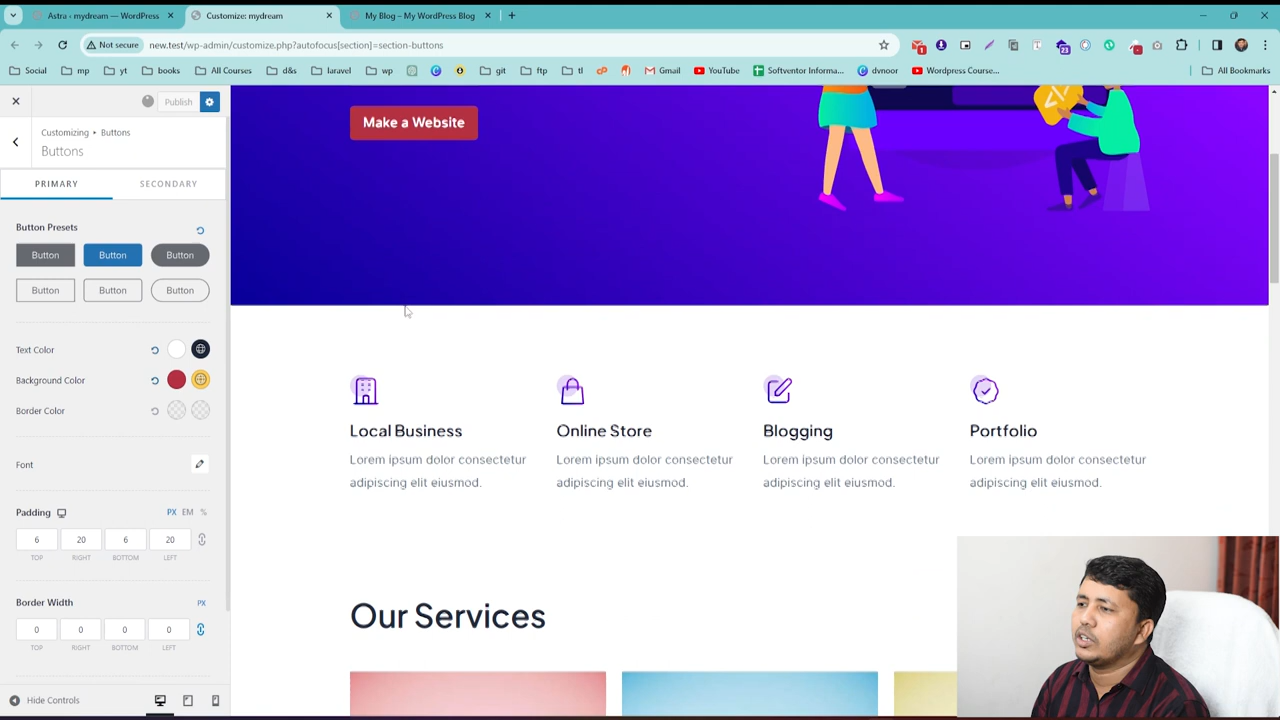 Astra ‹ mydream — WordPress
Customize: mydream
My Blog – My WordPress Blog
Not secure
new.test/wp-admin/customize.php?autofocus[section]=section-buttons
1
23
Social
mp
yt
books
All Courses
d&s
laravel
wp
git
ftp
tl
Gmail
YouTube
Softventor Informa...
dvnoor
Wordpress Course...
All Bookmarks
Publish
Customizing • Buttons
Buttons
PRIMARY
SECONDARY
Button Presets
Button
Button
Button
Button
Button
Button
Text Color
Background Color
Border Color
Font
Padding
PX EM %
6 20 6 20
TOP RIGHT BOTTOM LEFT
Border Width
PX
0 0 0 0
TOP RIGHT BOTTOM LEFT
Hide Controls
Make a Website
Local Business
Lorem ipsum dolor consectetur
adipiscing elit eiusmod.
Online Store
Lorem ipsum dolor consectetur
adipiscing elit eiusmod.
Blogging
Lorem ipsum dolor consectetur
adipiscing elit eiusmod.
Portfolio
Lorem ipsum dolor consectetur
adipiscing elit eiusmod.
Our Services